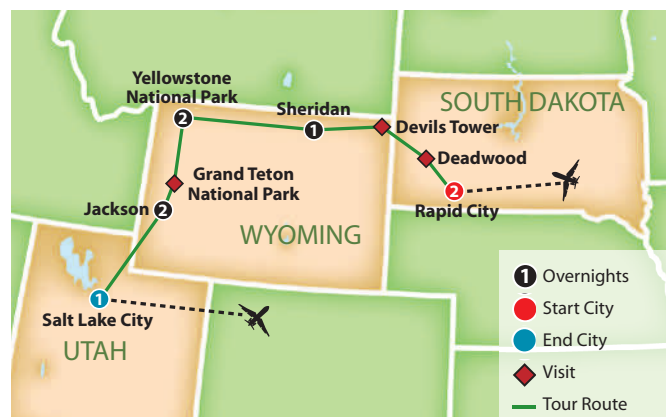 Yellowstone
National Park
2
Sheridan
1
SOUTH DAKOTA
Devils Tower
Deadwood
2
Rapid City
Grand Teton
National Park
Jackson
2
WYOMING
1
Salt Lake City
UTAH
1 Overnights
Start City
End City
Visit
Tour Route